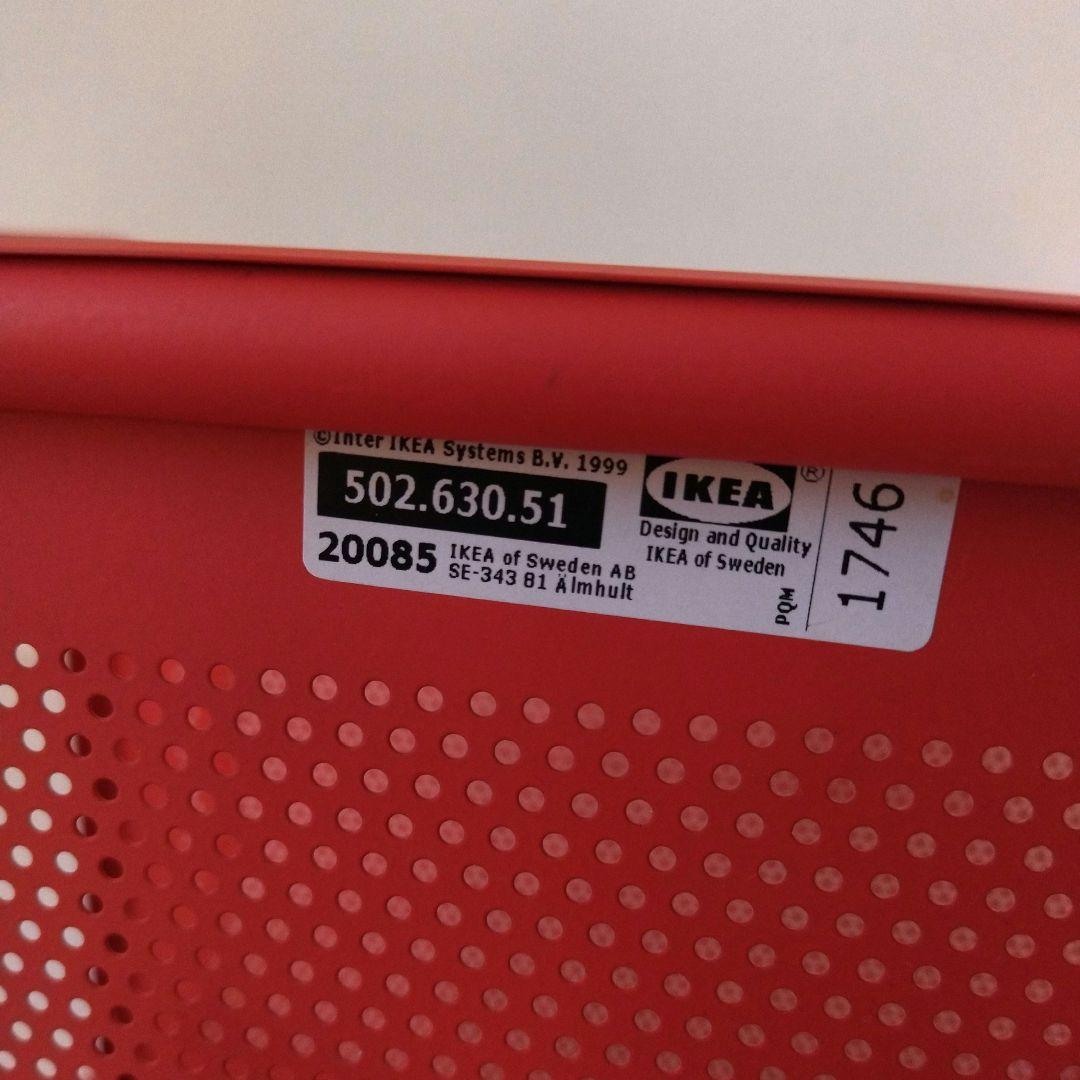 ©Inter IKEA Systems B.V. 1999
502.630.51
20085
IKEA of Sweden AB
SE-343 81 Älmhult
IKEA ®
Design and Quality
IKEA of Sweden
PQM
1746